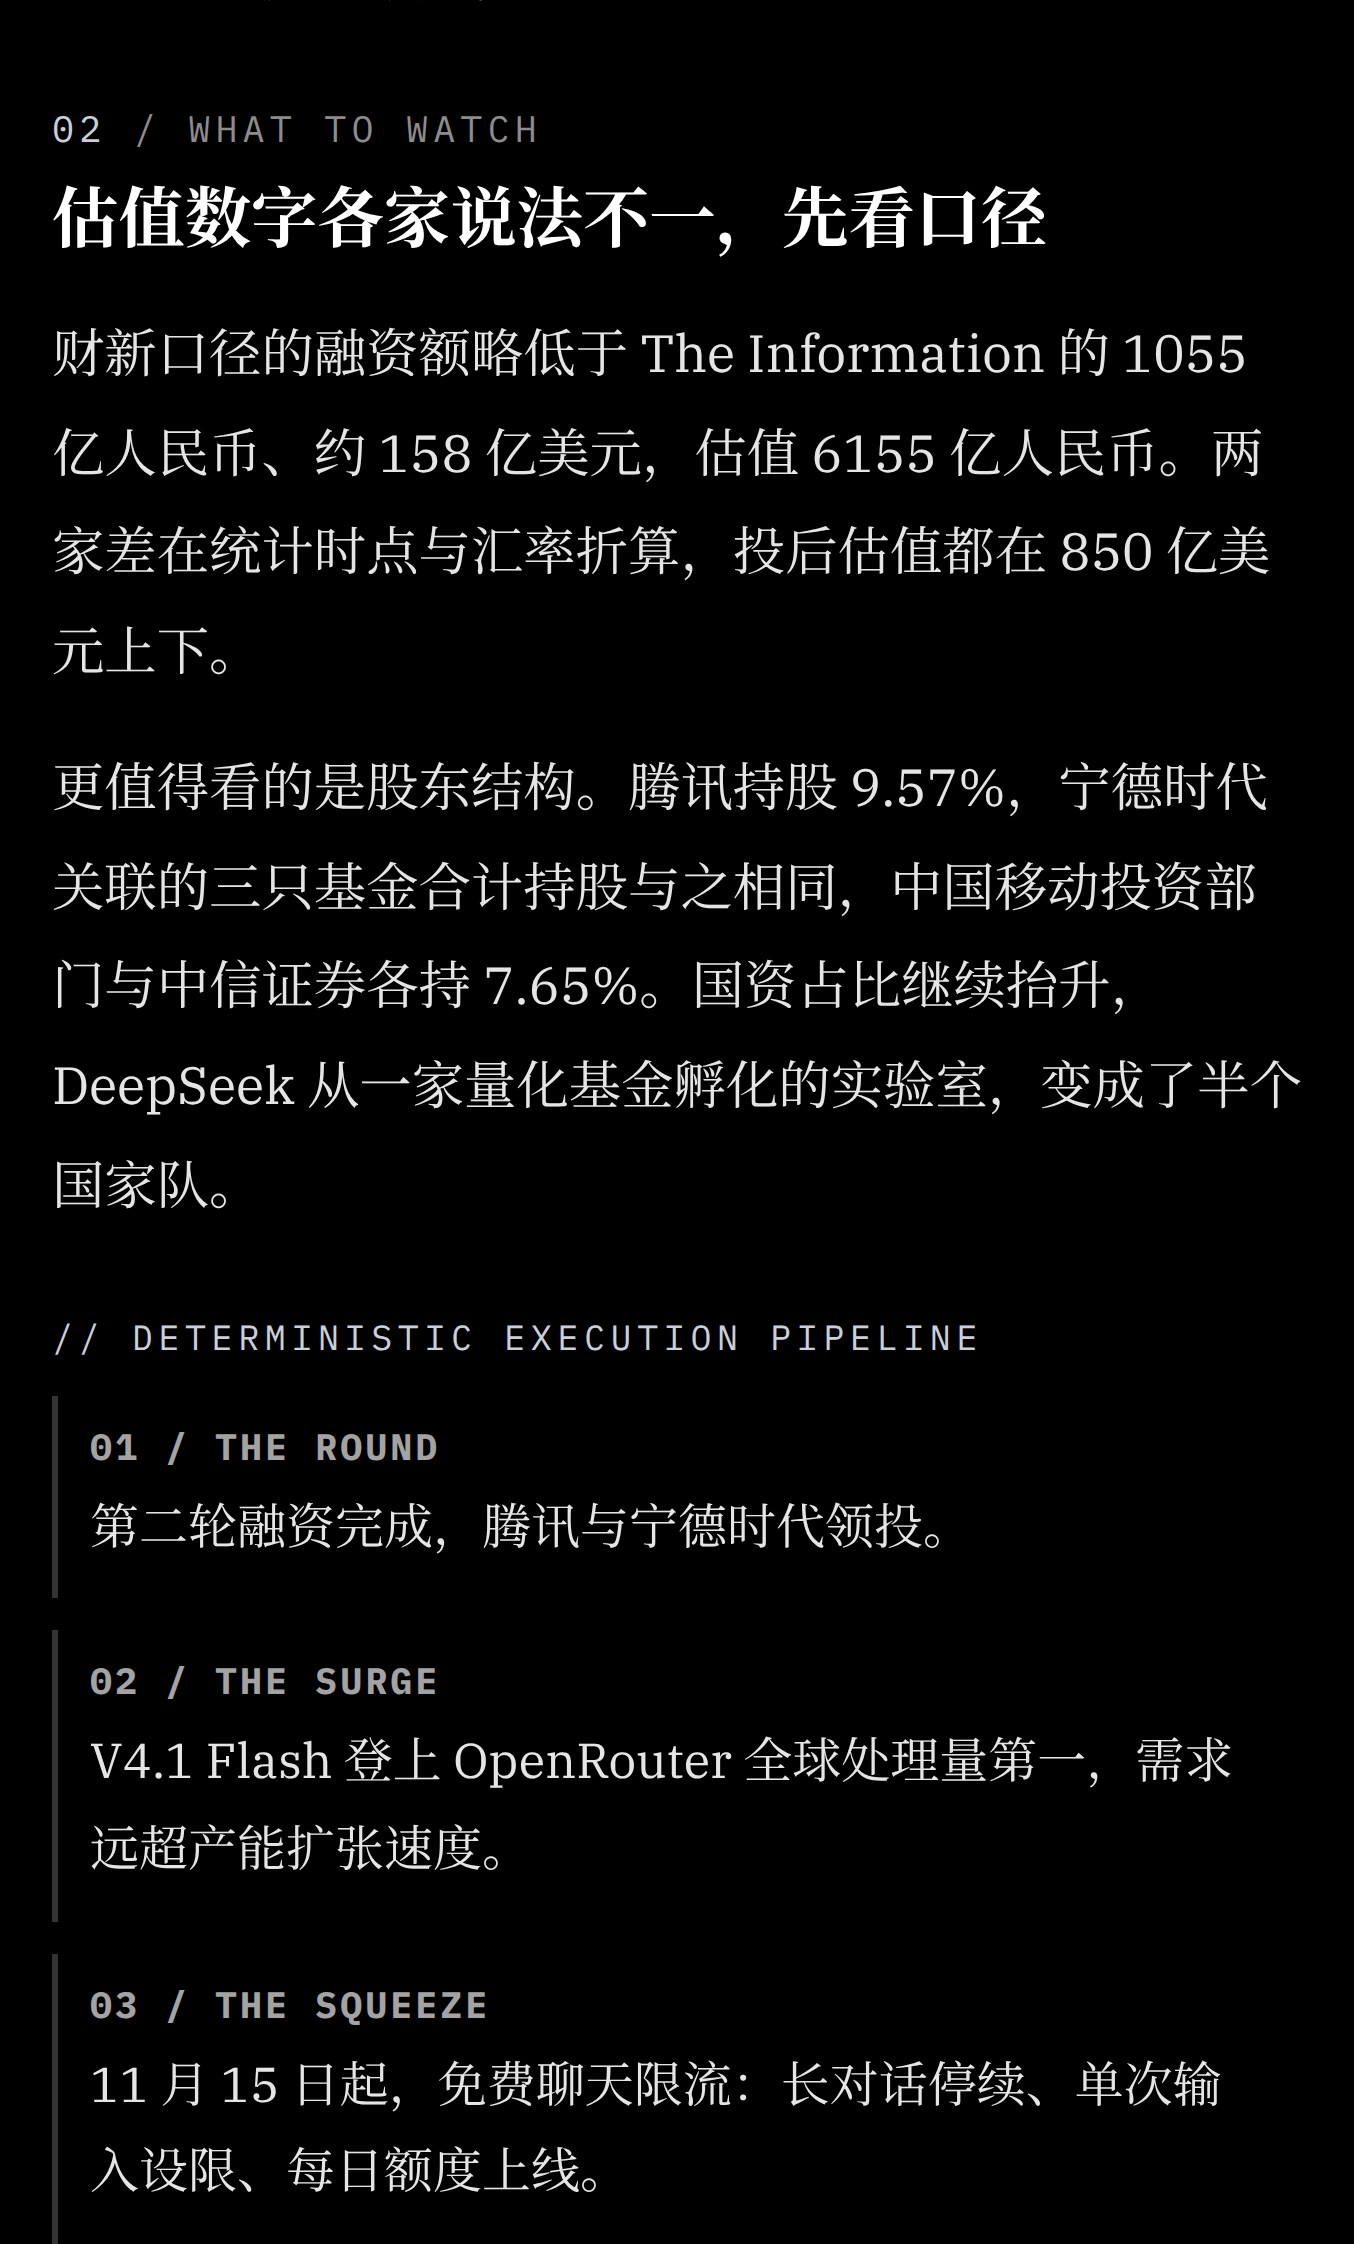 02 / WHAT TO WATCH
估值数字各家说法不一，先看口径
财新口径的融资额略低于 The Information 的 1055
亿人民币、约 158 亿美元，估值 6155 亿人民币。两
家差在统计时点与汇率折算，投后估值都在 850 亿美
元上下。
更值得看的是股东结构。腾讯持股 9.57%，宁德时代
关联的三只基金合计持股与之相同，中国移动投资部
门与中信证券各持 7.65%。国资占比继续抬升，
DeepSeek 从一家量化基金孵化的实验室，变成了半个
国家队。
// DETERMINISTIC EXECUTION PIPELINE
01 / THE ROUND
第二轮融资完成，腾讯与宁德时代领投。
02 / THE SURGE
V4.1 Flash 登上 OpenRouter 全球处理量第一，需求
远超产能扩张速度。
03 / THE SQUEEZE
11 月 15 日起，免费聊天限流：长对话停续、单次输
入设限、每日额度上线。